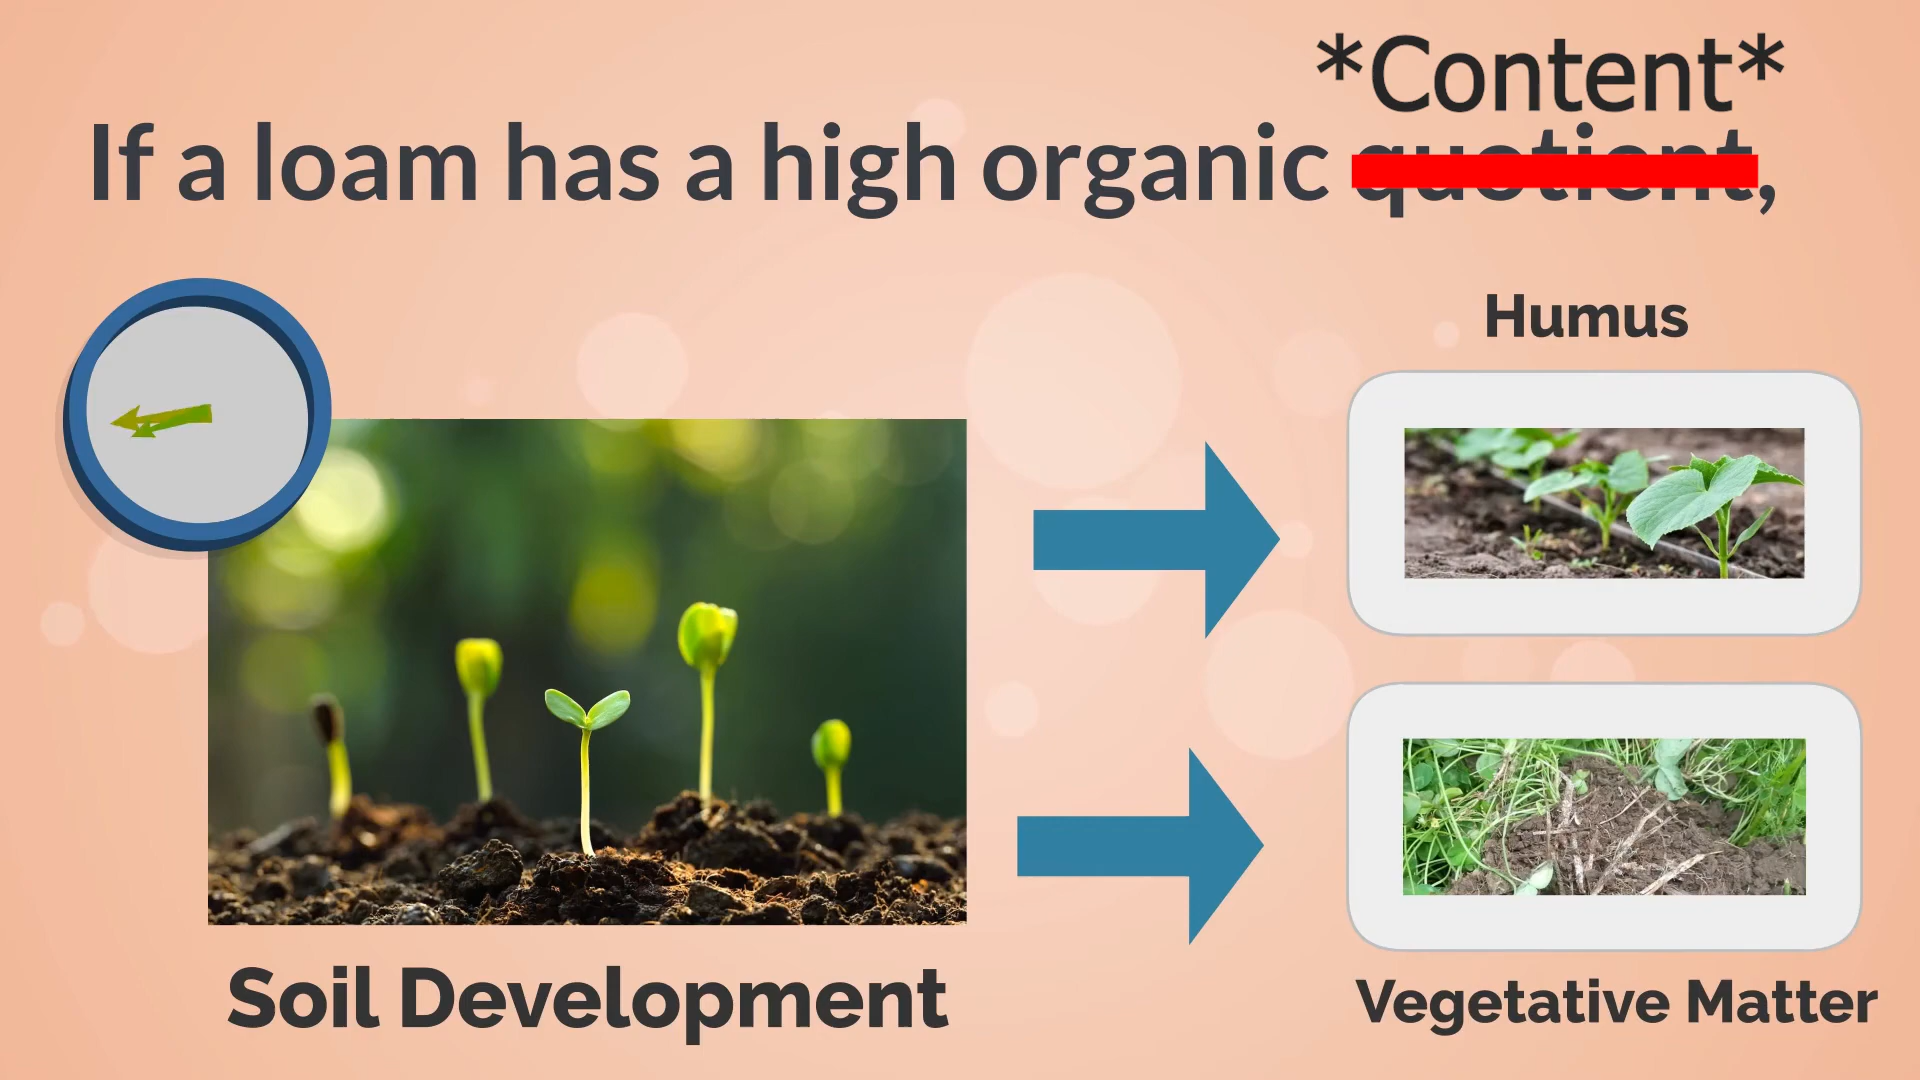 *Content*
If a loam has a high organic quotient,
Humus
Soil Development
Vegetative Matter